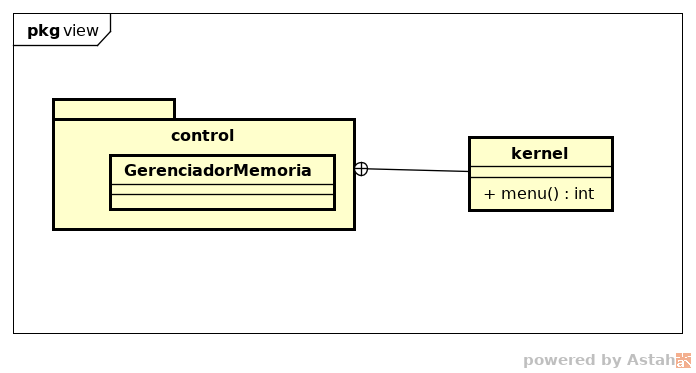 pkg view
control
GerenciadorMemoria
kernel
+ menu() : int
powered by Astah